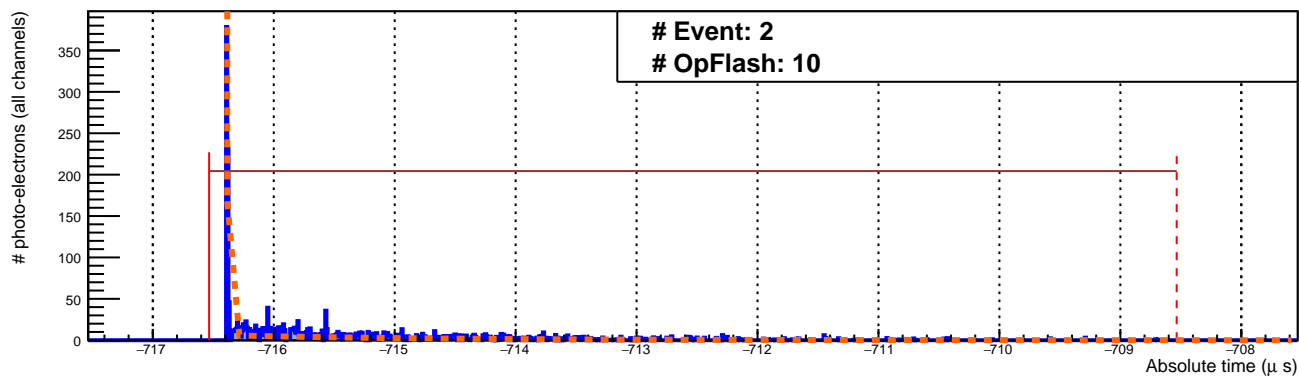 # Event: 2
# OpFlash: 10
# photo-electrons (all channels)
350
300
250
200
150
100
50
0
−717 −716 −715 −714 −713 −712 −711 −710 −709 −708
Absolute time (μ s)